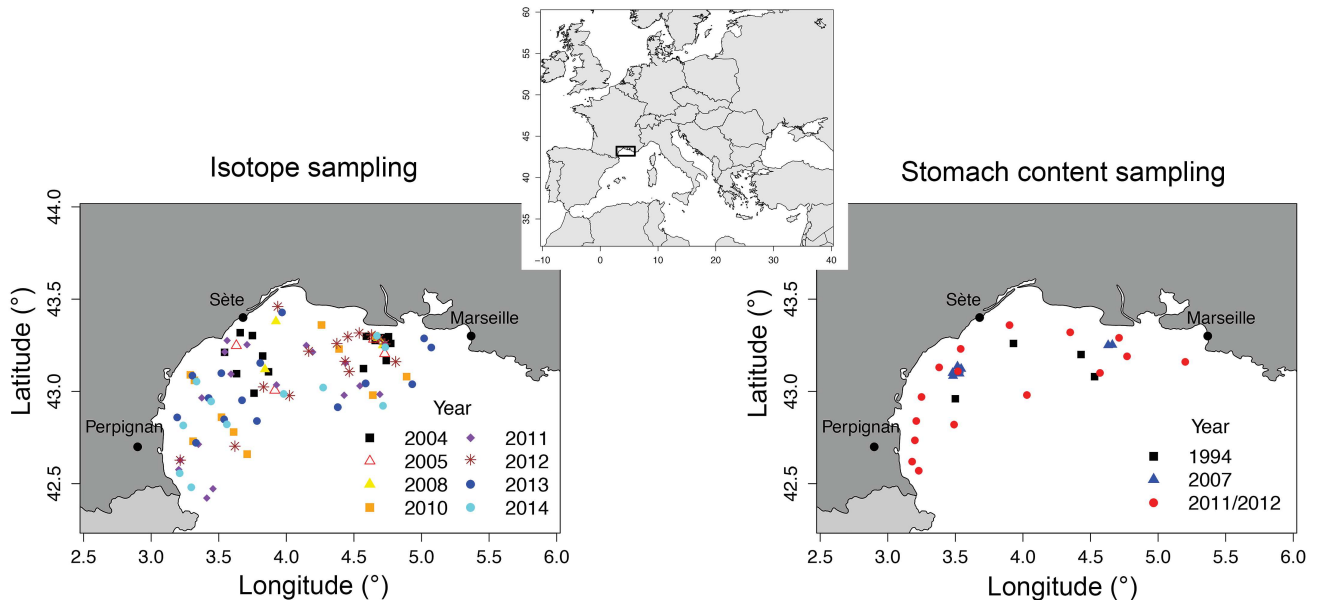 60
55
50
45
40
35
−10 0 10 20 30 40
Isotope sampling
Latitude (°)
44.0
43.5
43.0
42.5
Sète
Marseille
Perpignan
Year
2004 2011
2005 2012
2008 2013
2010 2014
2.5 3.0 3.5 4.0 4.5 5.0 5.5 6.0
Longitude (°)
Stomach content sampling
Latitude (°)
43.5
43.0
42.5
Sète
Marseille
Perpignan
Year
1994
2007
2011/2012
2.5 3.0 3.5 4.0 4.5 5.0 5.5 6.0
Longitude (°)